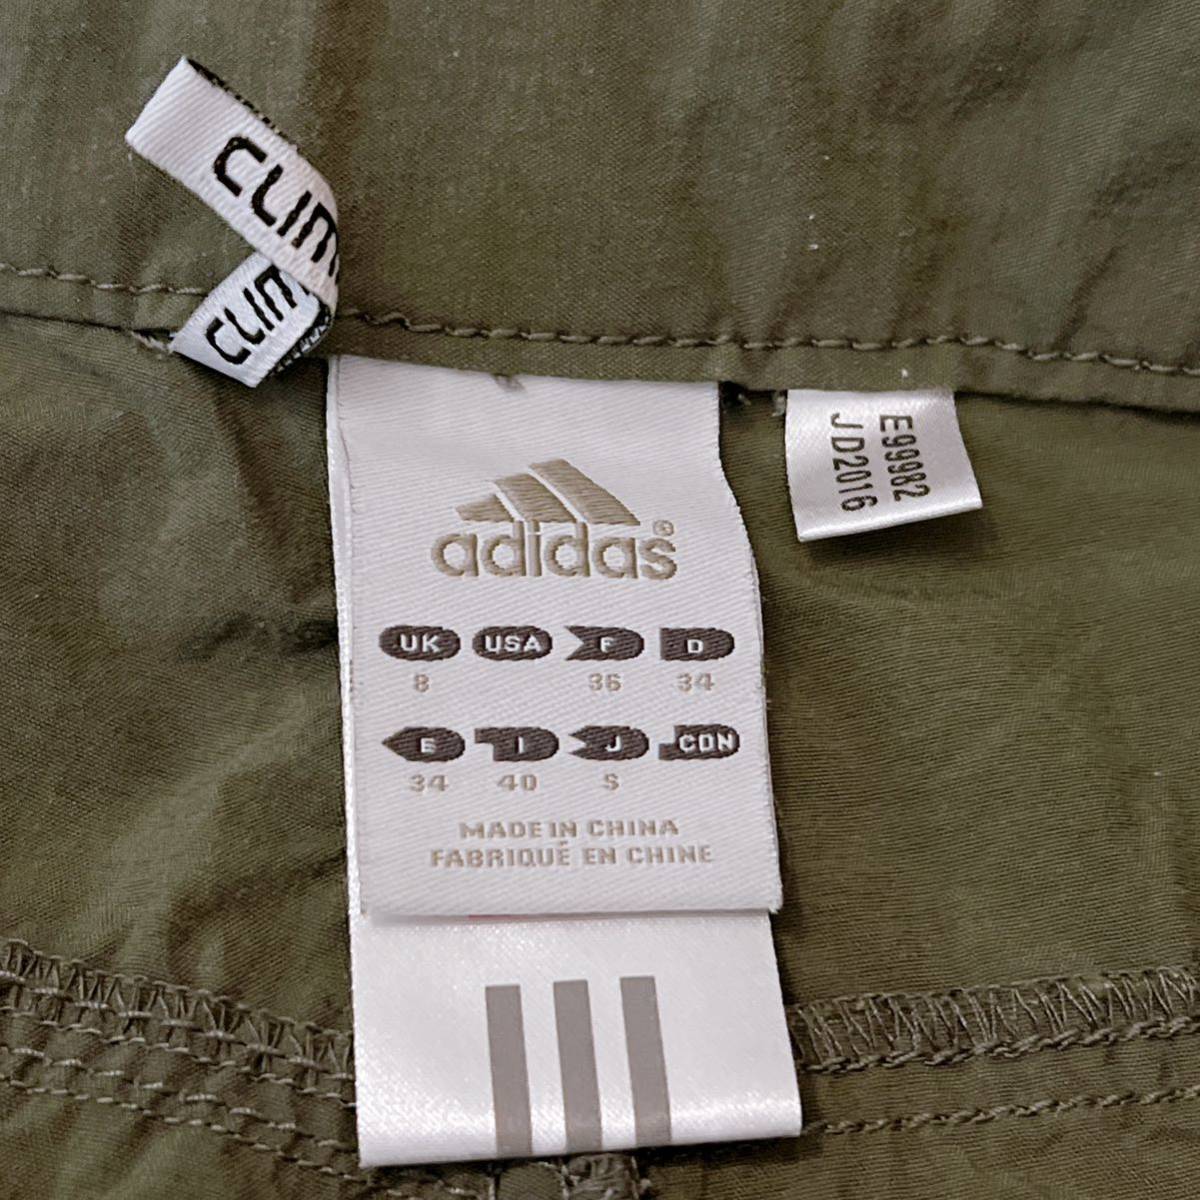 CLIM
CLIM
adidas®
UK USA F D
8 36 34
E I J CDN
34 40 S
MADE IN CHINA
FABRIQUÉ EN CHINE
E99982
JD2016